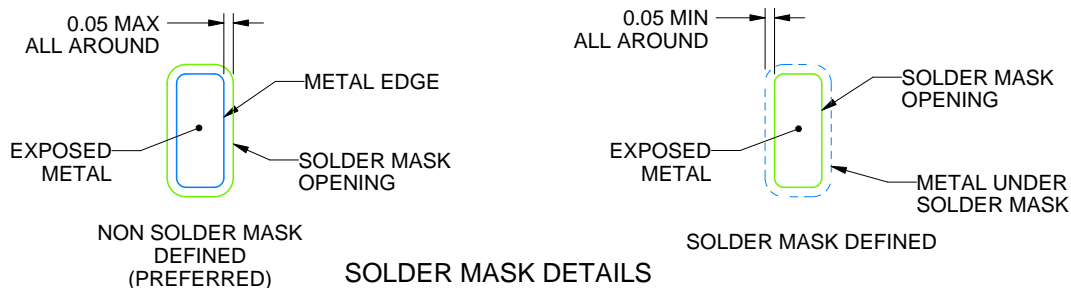 0.05 MAX
ALL AROUND
METAL EDGE
EXPOSED
METAL
SOLDER MASK
OPENING
NON SOLDER MASK
DEFINED
(PREFERRED)
0.05 MIN
ALL AROUND
SOLDER MASK
OPENING
EXPOSED
METAL
METAL UNDER
SOLDER MASK
SOLDER MASK DEFINED
SOLDER MASK DETAILS